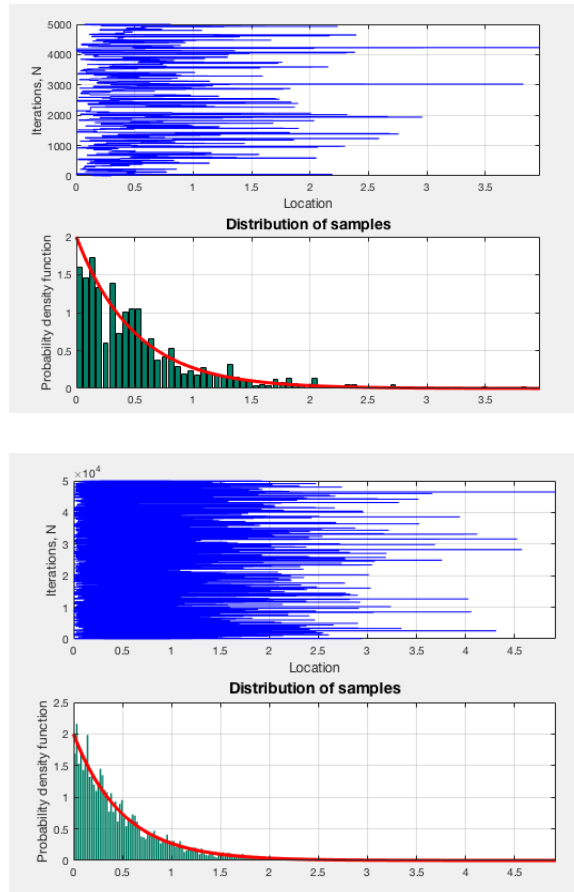 5000
4000
3000
2000
1000
0
Iterations, N
0 0.5 1 1.5 2 2.5 3 3.5
Location
Distribution of samples
2
1.5
1
0.5
0
Probability density function
0 0.5 1 1.5 2 2.5 3 3.5
×10⁴
5
4
3
2
1
0
Iterations, N
0 0.5 1 1.5 2 2.5 3 3.5 4 4.5
Location
Distribution of samples
2.5
2
1.5
1
0.5
0
Probability density function
0 0.5 1 1.5 2 2.5 3 3.5 4 4.5